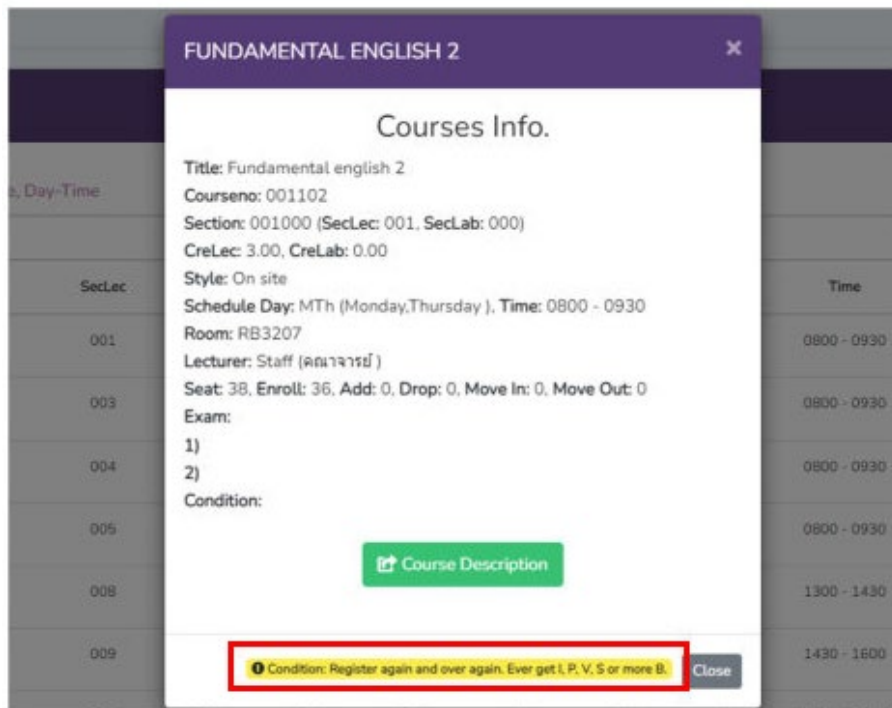 FUNDAMENTAL ENGLISH 2 ×
Courses Info.
Title: Fundamental english 2
Courseno: 001102
Section: 001000 (SecLec: 001, SecLab: 000)
CreLec: 3.00, CreLab: 0.00
Style: On site
Schedule Day: MTh (Monday,Thursday ), Time: 0800 - 0930
Room: RB3207
Lecturer: Staff (คณาจารย์ )
Seat: 38, Enroll: 36, Add: 0, Drop: 0, Move In: 0, Move Out: 0
Exam:
1)
2)
Condition:
Course Description
Condition: Register again and over again. Ever get I, P, V, S or more B.
Close
e, Day-Time
SecLec Time
001 0800 - 0930
003 0800 - 0930
004 0800 - 0930
005 0800 - 0930
008 1300 - 1430
009 1430 - 1600